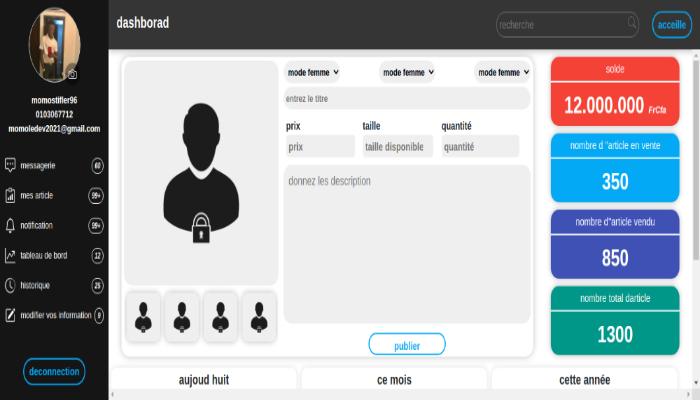 dashborad
recherche
acceille
momostifler96
0103067712
momoledev2021@gmail.com
messagerie 60
mes article 99+
notification 99+
tableau de bord 12
historique 26
modifier vos information 9
deconnection
mode femme mode femme mode femme
entrez le titre
prix taille quantité
prix taille disponible quantité
donnez les description
publier
solde
12.000.000 FrCfa
nombre d "article en vente
350
nombre d"article vendu
850
nombre total darticle
1300
aujoud huit ce mois cette année